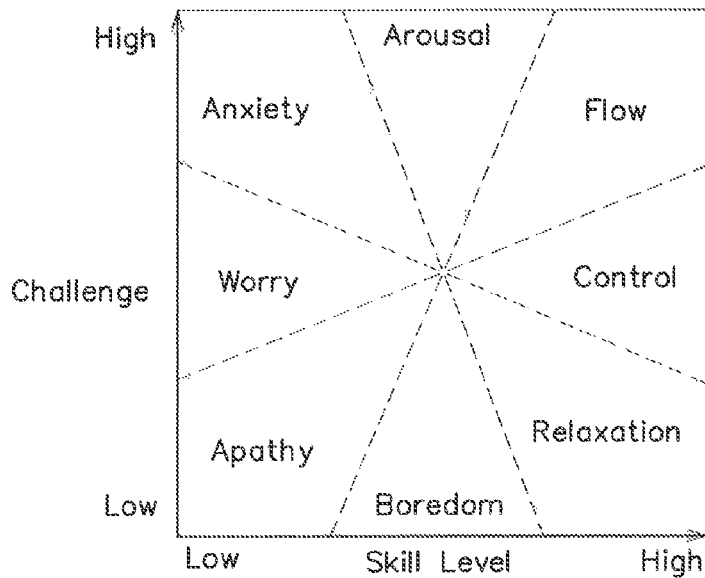 High
Arousal
Anxiety
Flow
Challenge
Worry
Control
Apathy
Relaxation
Low
Boredom
Low
Skill Level
High